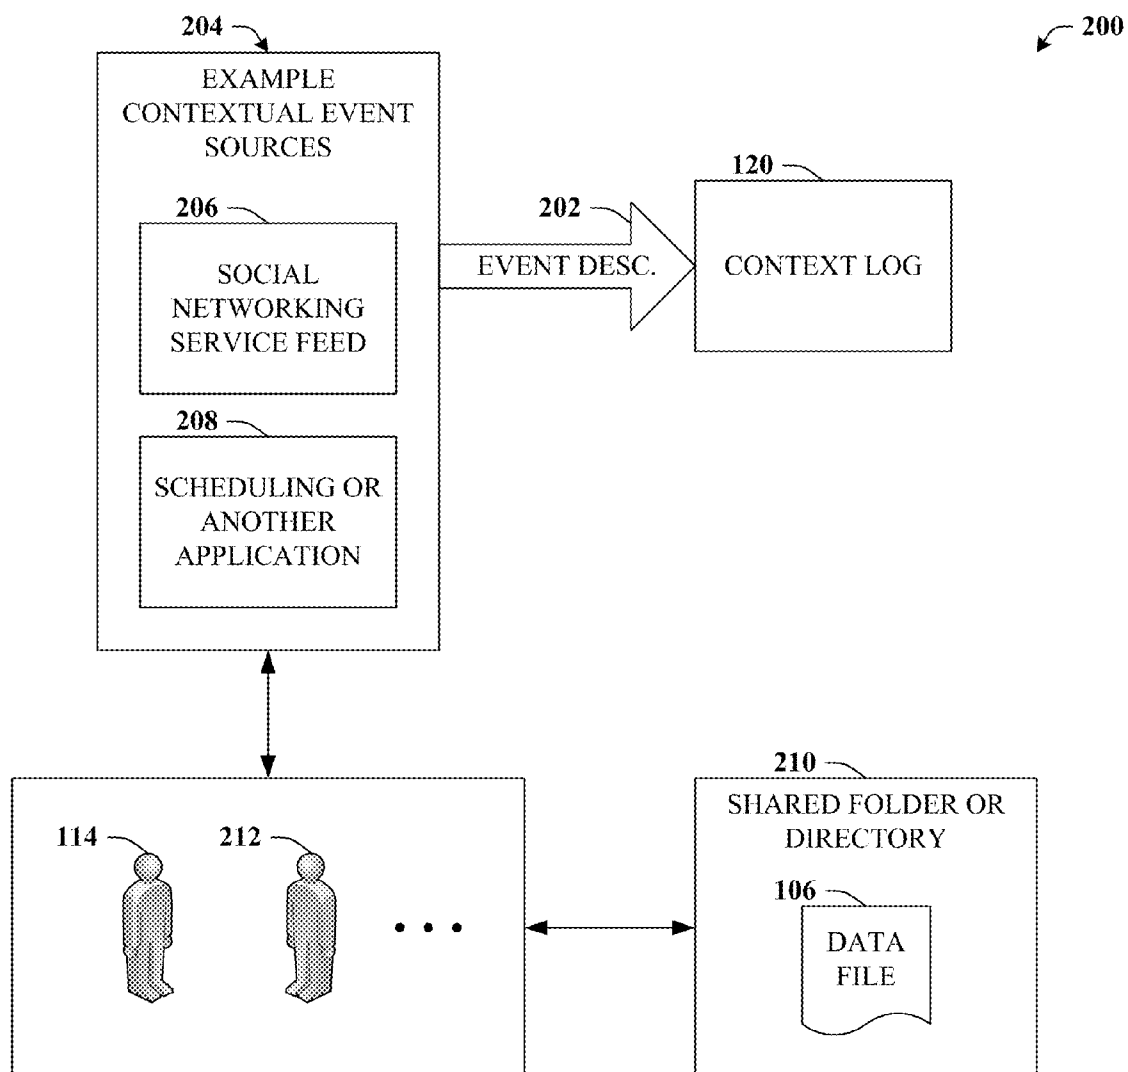 204
200
EXAMPLE
CONTEXTUAL EVENT
SOURCES
120
206
202
SOCIAL
NETWORKING
SERVICE FEED
EVENT DESC.
CONTEXT LOG
208
SCHEDULING OR
ANOTHER
APPLICATION
210
SHARED FOLDER OR
DIRECTORY
114
212
106
DATA
FILE